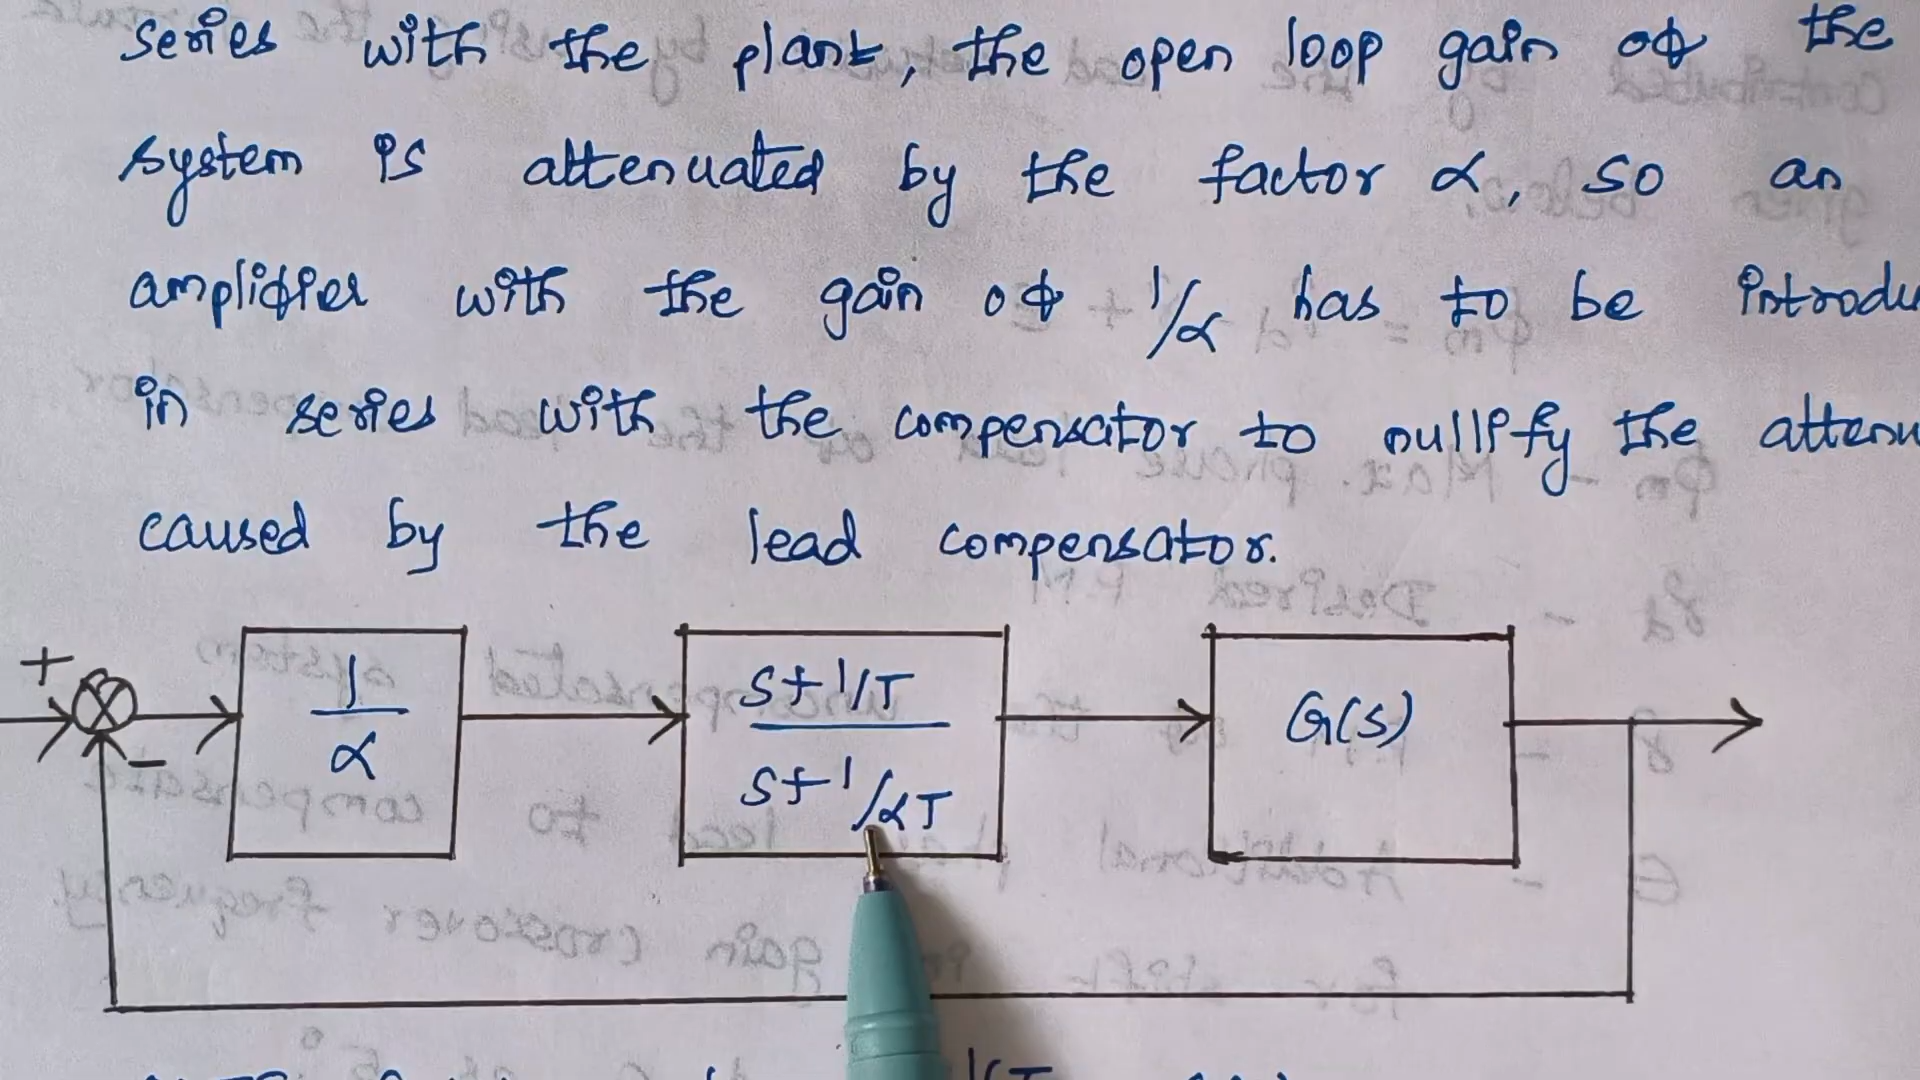 series with the plant, the open loop gain of the
system is attenuated by the factor α, so an
amplifier with the gain of 1/α has to be introdu
in series with the compensator to nullify the attenu
caused by the lead compensator.
+
-
1
α
S+1/T
S+1/αT
G(s)